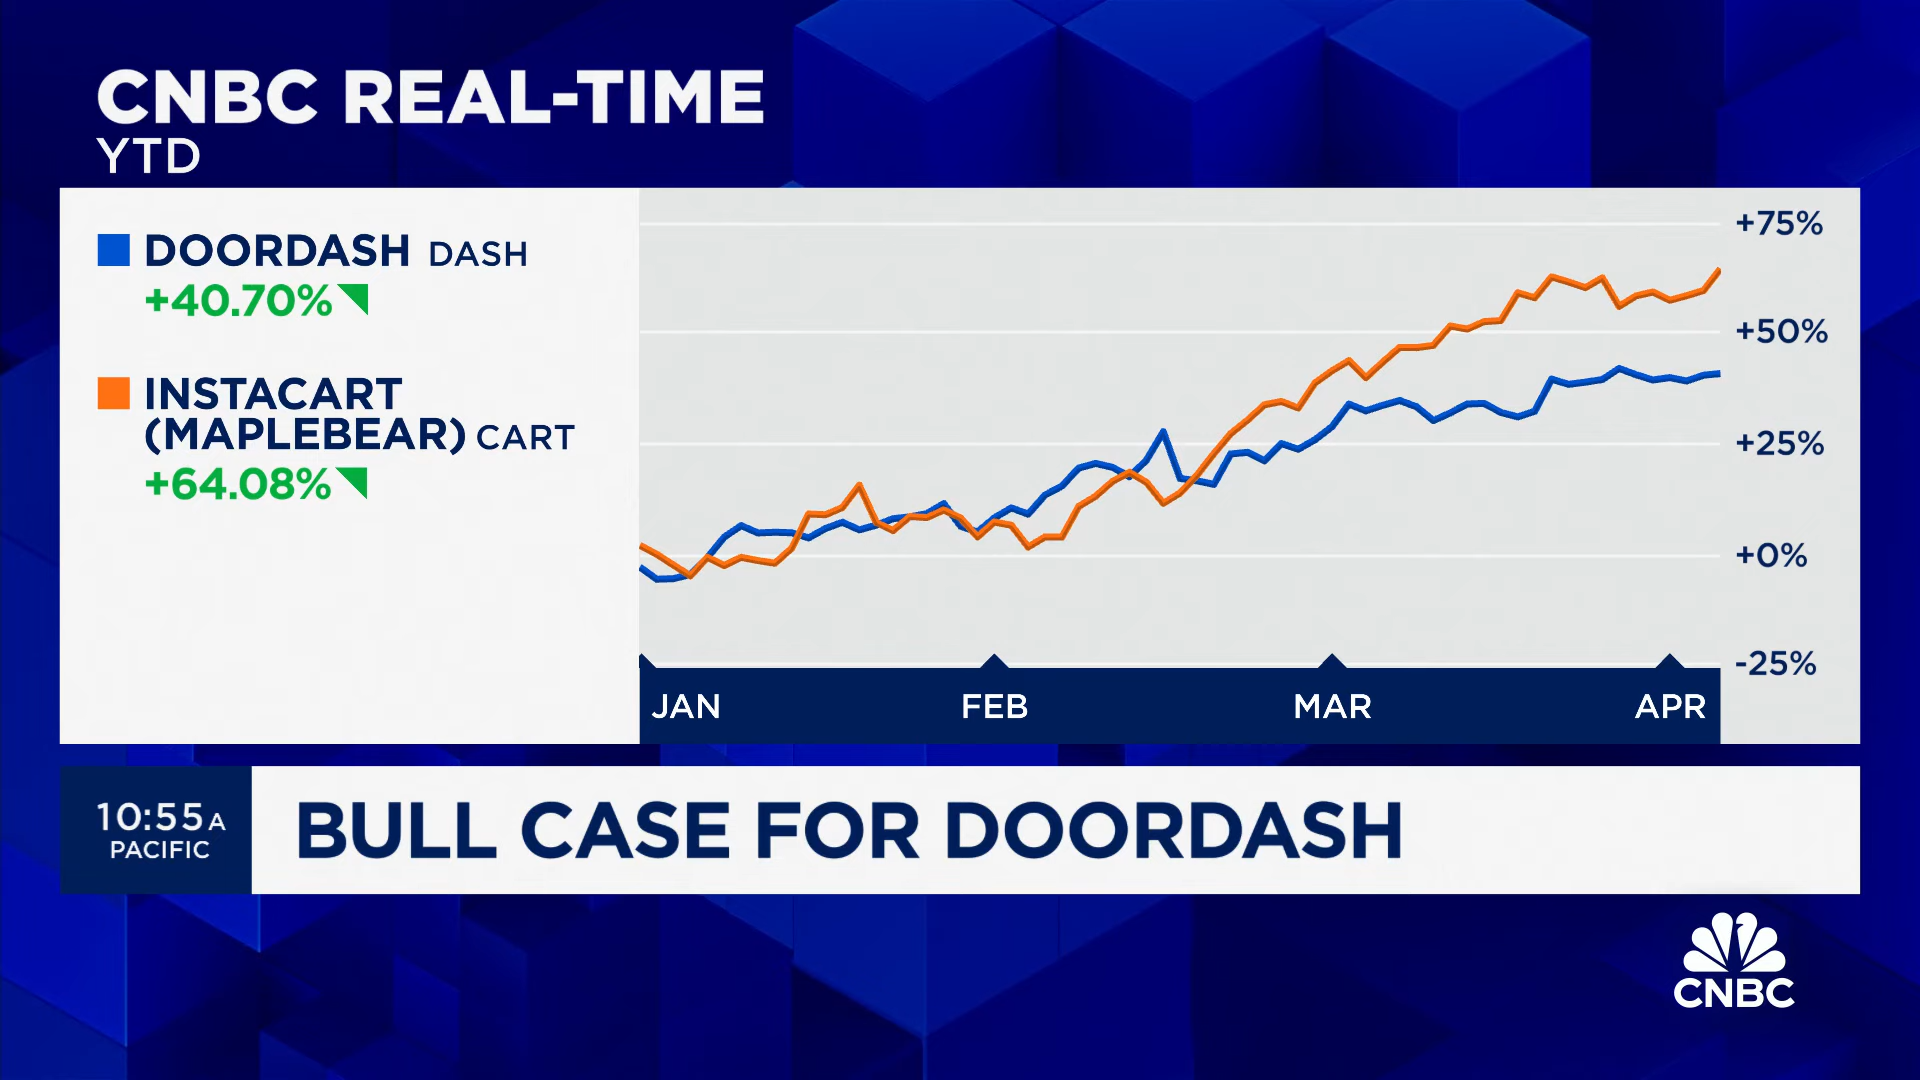 CNBC REAL-TIME
YTD
DOORDASH DASH
+40.70%
INSTACART
(MAPLEBEAR) CART
+64.08%
+75%
+50%
+25%
+0%
-25%
JAN FEB MAR APR
10:55 A
PACIFIC
BULL CASE FOR DOORDASH
CNBC